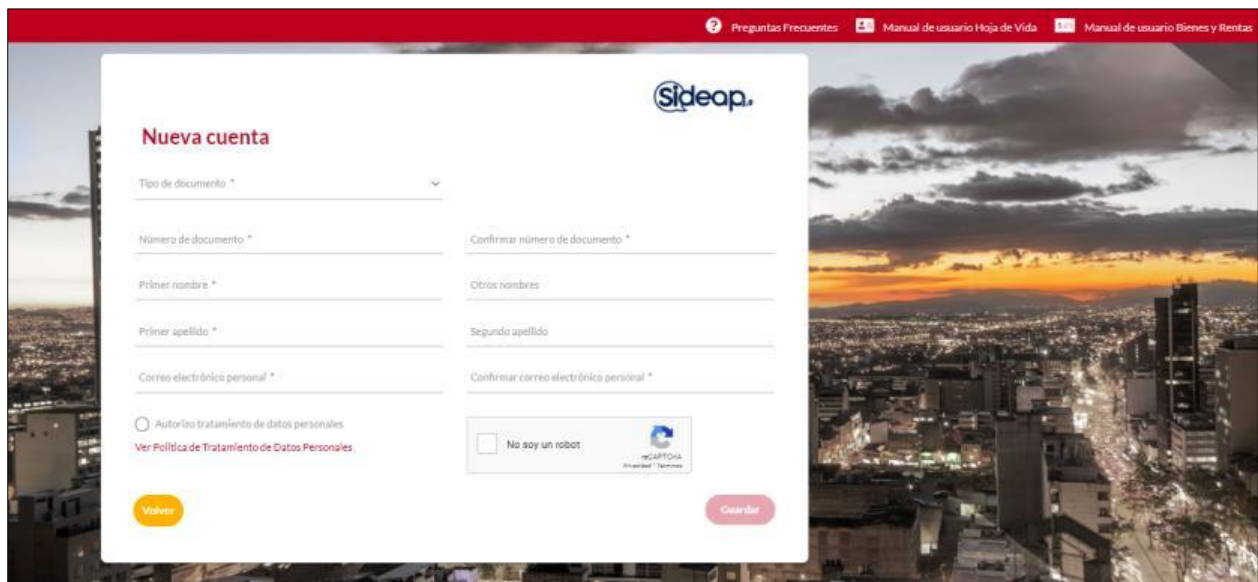 Preguntas Frecuentes Manual de usuario Hoja de Vida Manual de usuario Bienes y Rentas
Sideap
Nueva cuenta
Tipo de documento *
Número de documento * Confirmar número de documento *
Primer nombre * Otros nombres
Primer apellido * Segundo apellido
Correo electrónico personal * Confirmar correo electrónico personal *
Autorizo tratamiento de datos personales
Ver Política de Tratamiento de Datos Personales
No soy un robot
reCAPTCHA
Privacidad * Términos
Volver Guardar